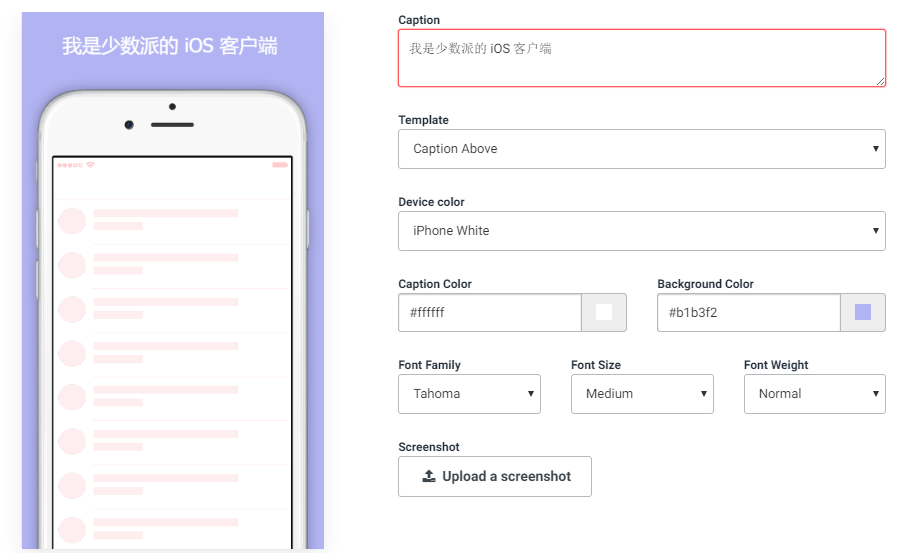 我是少数派的 iOS 客户端
Caption
我是少数派的 iOS 客户端
Template
Caption Above
Device color
iPhone White
Caption Color
Background Color
#ffffff
#b1b3f2
Font Family
Font Size
Font Weight
Tahoma
Medium
Normal
Screenshot
Upload a screenshot